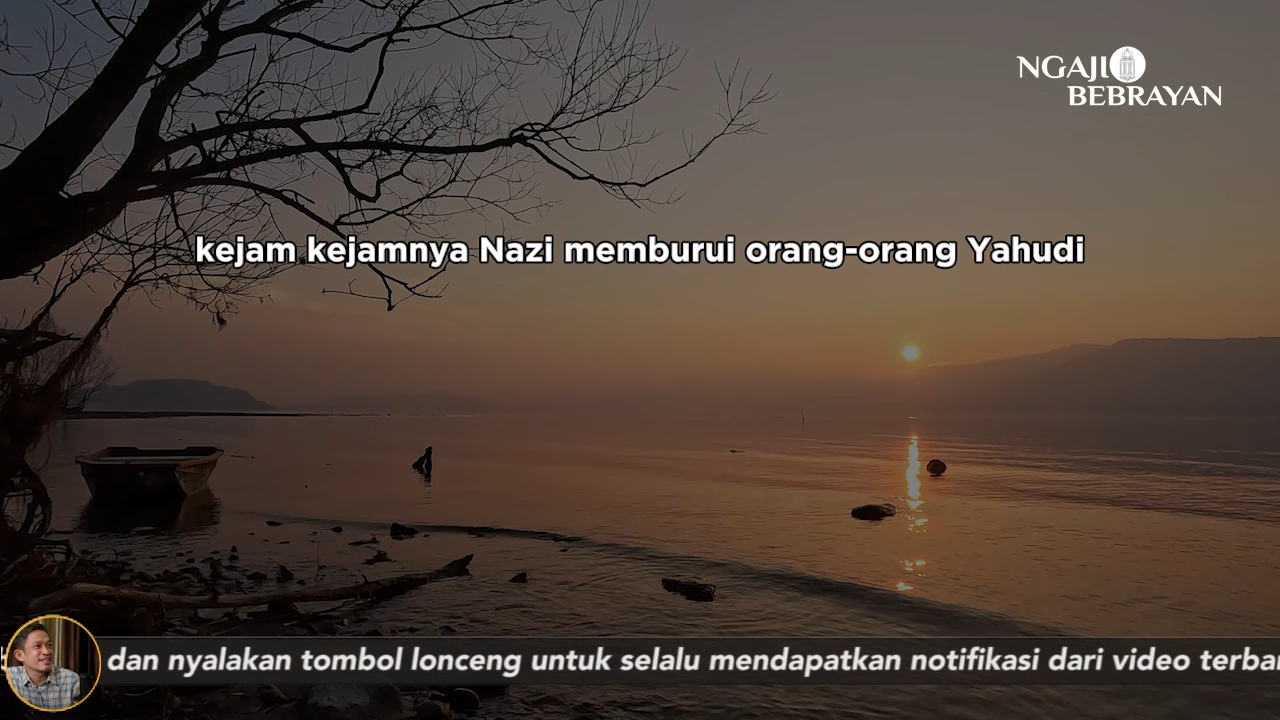 NGAJI
BEBRAYAN
kejam kejamnya Nazi memburui orang-orang Yahudi
dan nyalakan tombol lonceng untuk selalu mendapatkan notifikasi dari video